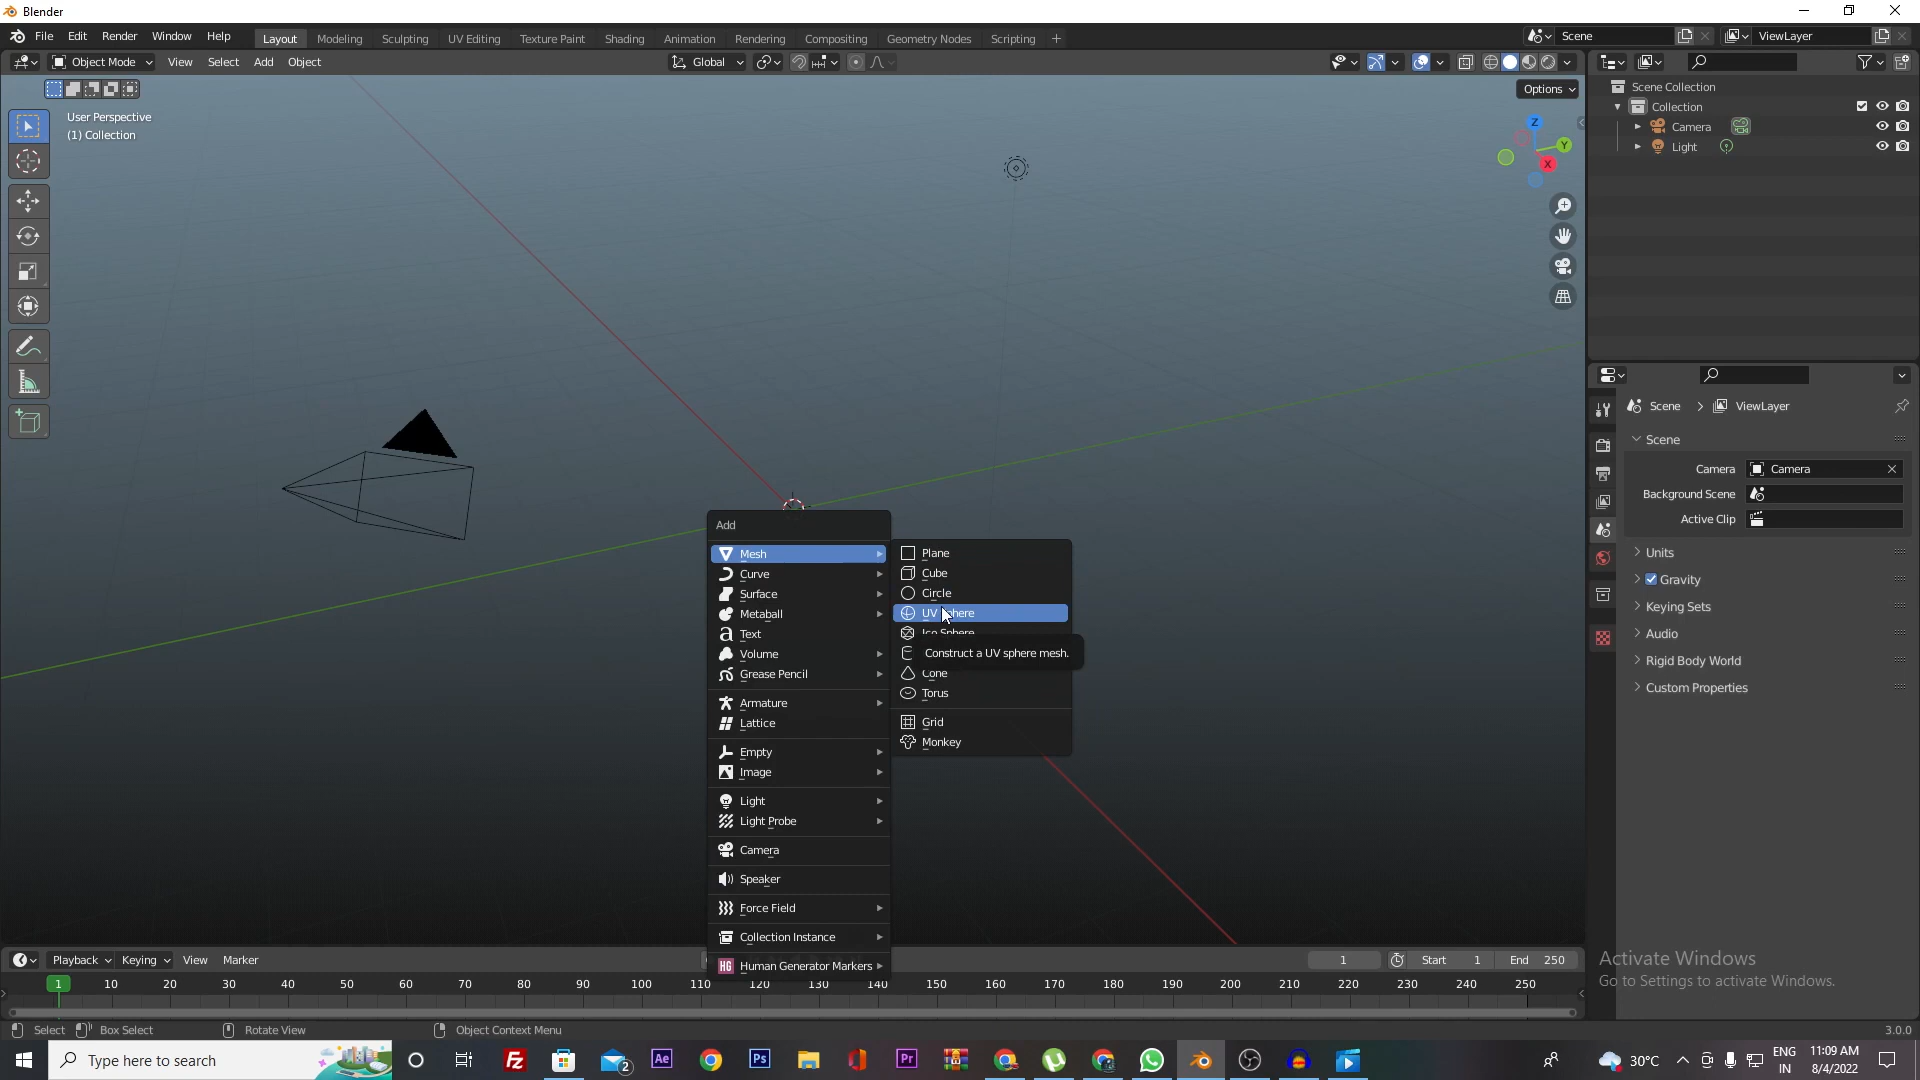 Blender
File Edit Render Window Help Layout Modeling Sculpting UV Editing Texture Paint Shading Animation Rendering Compositing Geometry Nodes Scripting + Scene ViewLayer
Object Mode View Select Add Object Global
Options
User Perspective
(1) Collection
Z
Y
X
Scene Collection
Collection
Camera
Light
Scene > ViewLayer
Scene
Camera Camera
Background Scene
Active Clip
Units
Gravity
Keying Sets
Audio
Rigid Body World
Custom Properties
Add
Mesh
Curve
Surface
Metaball
Text
Volume
Grease Pencil
Armature
Lattice
Empty
Image
Light
Light Probe
Camera
Speaker
Force Field
Collection Instance
HG Human Generator Markers
Plane
Cube
Circle
UV Sphere
Ico Sphere
Construct a UV sphere mesh.
Cone
Torus
Grid
Monkey
Playback Keying View Marker 1 Start 1 End 250
1 10 20 30 40 50 60 70 80 90 100 110 120 130 140 150 160 170 180 190 200 210 220 230 240 250
Activate Windows
Go to Settings to activate Windows.
Select Box Select Rotate View Object Context Menu 3.0.0
Type here to search
2
Ae
Ps
Pr
30°C
ENG
IN
11:09 AM
8/4/2022